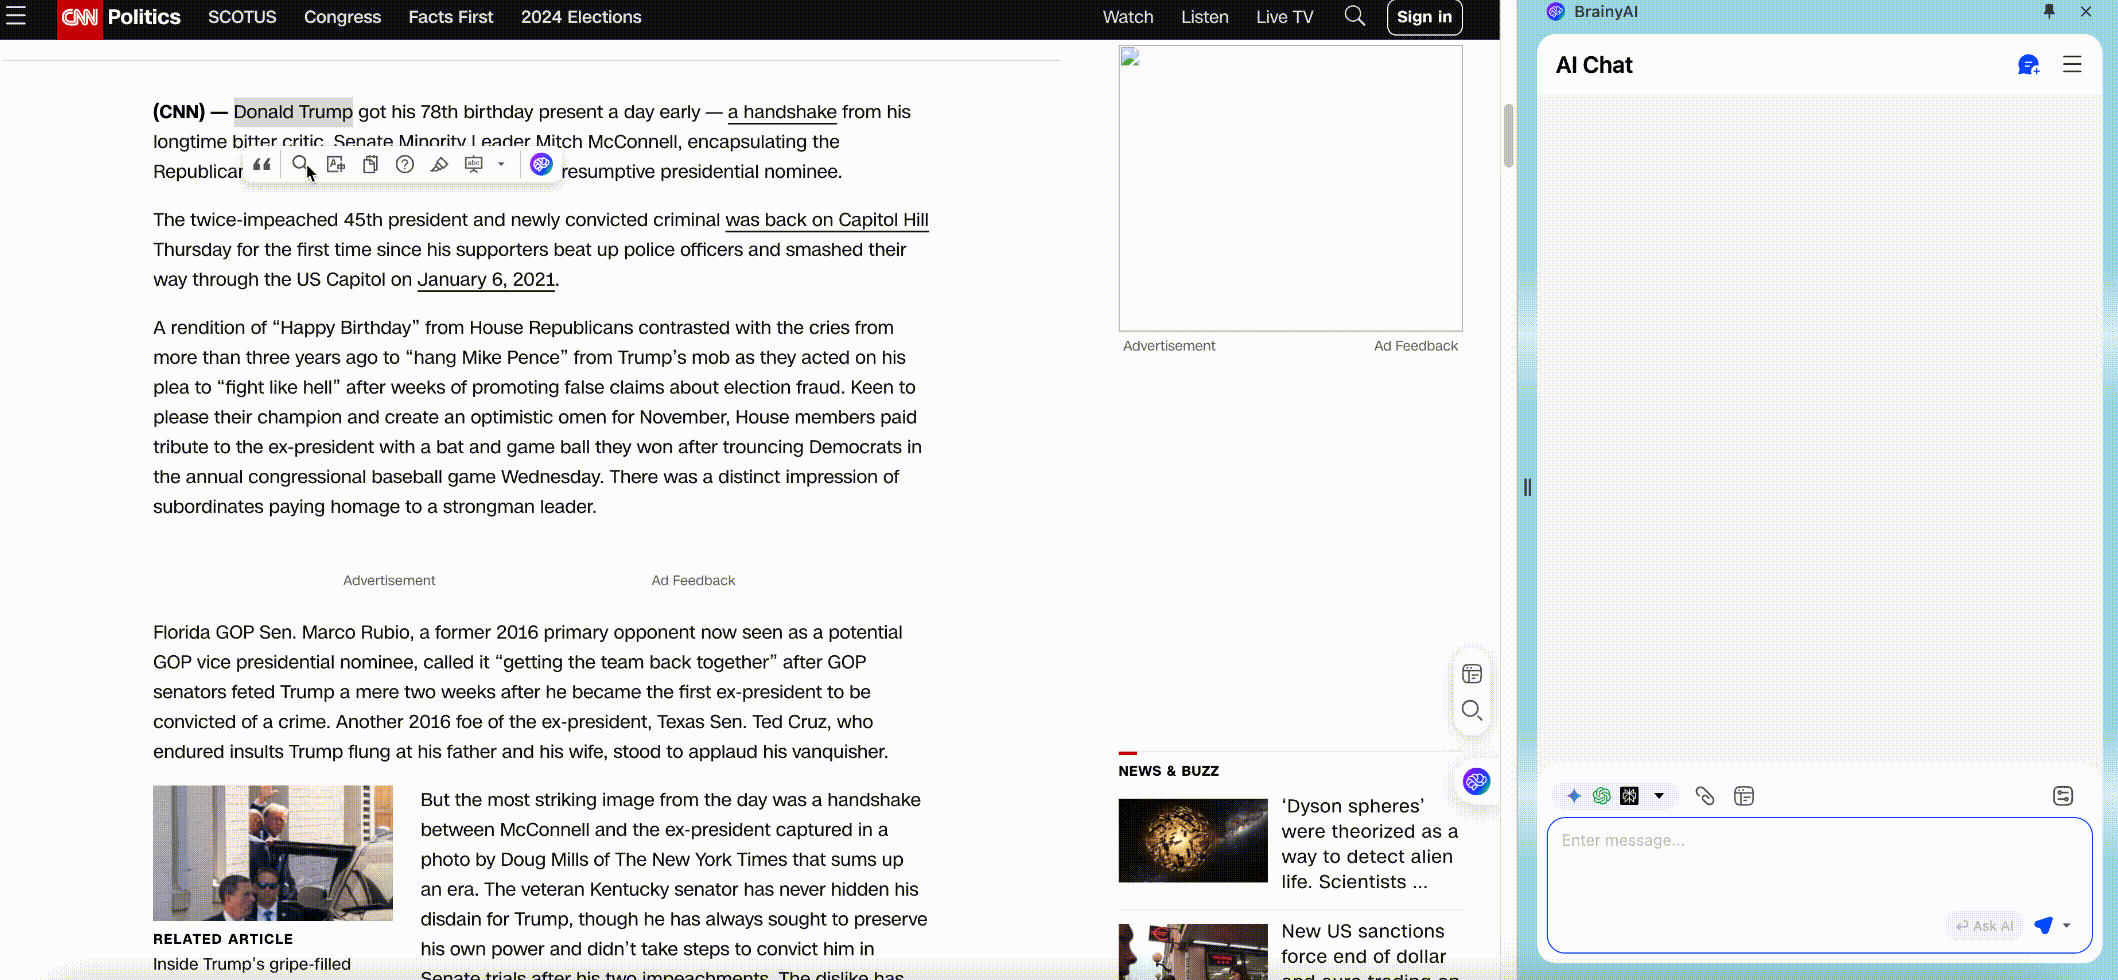 CNN Politics SCOTUS Congress Facts First 2024 Elections Watch Listen Live TV Sign in
(CNN) — Donald Trump got his 78th birthday present a day early — a handshake from his
longtime bitter critic, Senate Minority Leader Mitch McConnell, encapsulating the
Republican resumptive presidential nominee.
The twice-impeached 45th president and newly convicted criminal was back on Capitol Hill
Thursday for the first time since his supporters beat up police officers and smashed their
way through the US Capitol on January 6, 2021.
A rendition of “Happy Birthday” from House Republicans contrasted with the cries from
more than three years ago to “hang Mike Pence” from Trump’s mob as they acted on his
plea to “fight like hell” after weeks of promoting false claims about election fraud. Keen to
please their champion and create an optimistic omen for November, House members paid
tribute to the ex-president with a bat and game ball they won after trouncing Democrats in
the annual congressional baseball game Wednesday. There was a distinct impression of
subordinates paying homage to a strongman leader.
Advertisement Ad Feedback
Florida GOP Sen. Marco Rubio, a former 2016 primary opponent now seen as a potential
GOP vice presidential nominee, called it “getting the team back together” after GOP
senators feted Trump a mere two weeks after he became the first ex-president to be
convicted of a crime. Another 2016 foe of the ex-president, Texas Sen. Ted Cruz, who
endured insults Trump flung at his father and his wife, stood to applaud his vanquisher.
RELATED ARTICLE
Inside Trump’s gripe-filled
But the most striking image from the day was a handshake
between McConnell and the ex-president captured in a
photo by Doug Mills of The New York Times that sums up
an era. The veteran Kentucky senator has never hidden his
disdain for Trump, though he has always sought to preserve
his own power and didn’t take steps to convict him in
Senate trials after his two impeachments. The dislike has
Advertisement Ad Feedback
NEWS & BUZZ
‘Dyson spheres’
were theorized as a
way to detect alien
life. Scientists ...
New US sanctions
force end of dollar
and euro trading on
BrainyAI
AI Chat
Enter message...
Ask AI